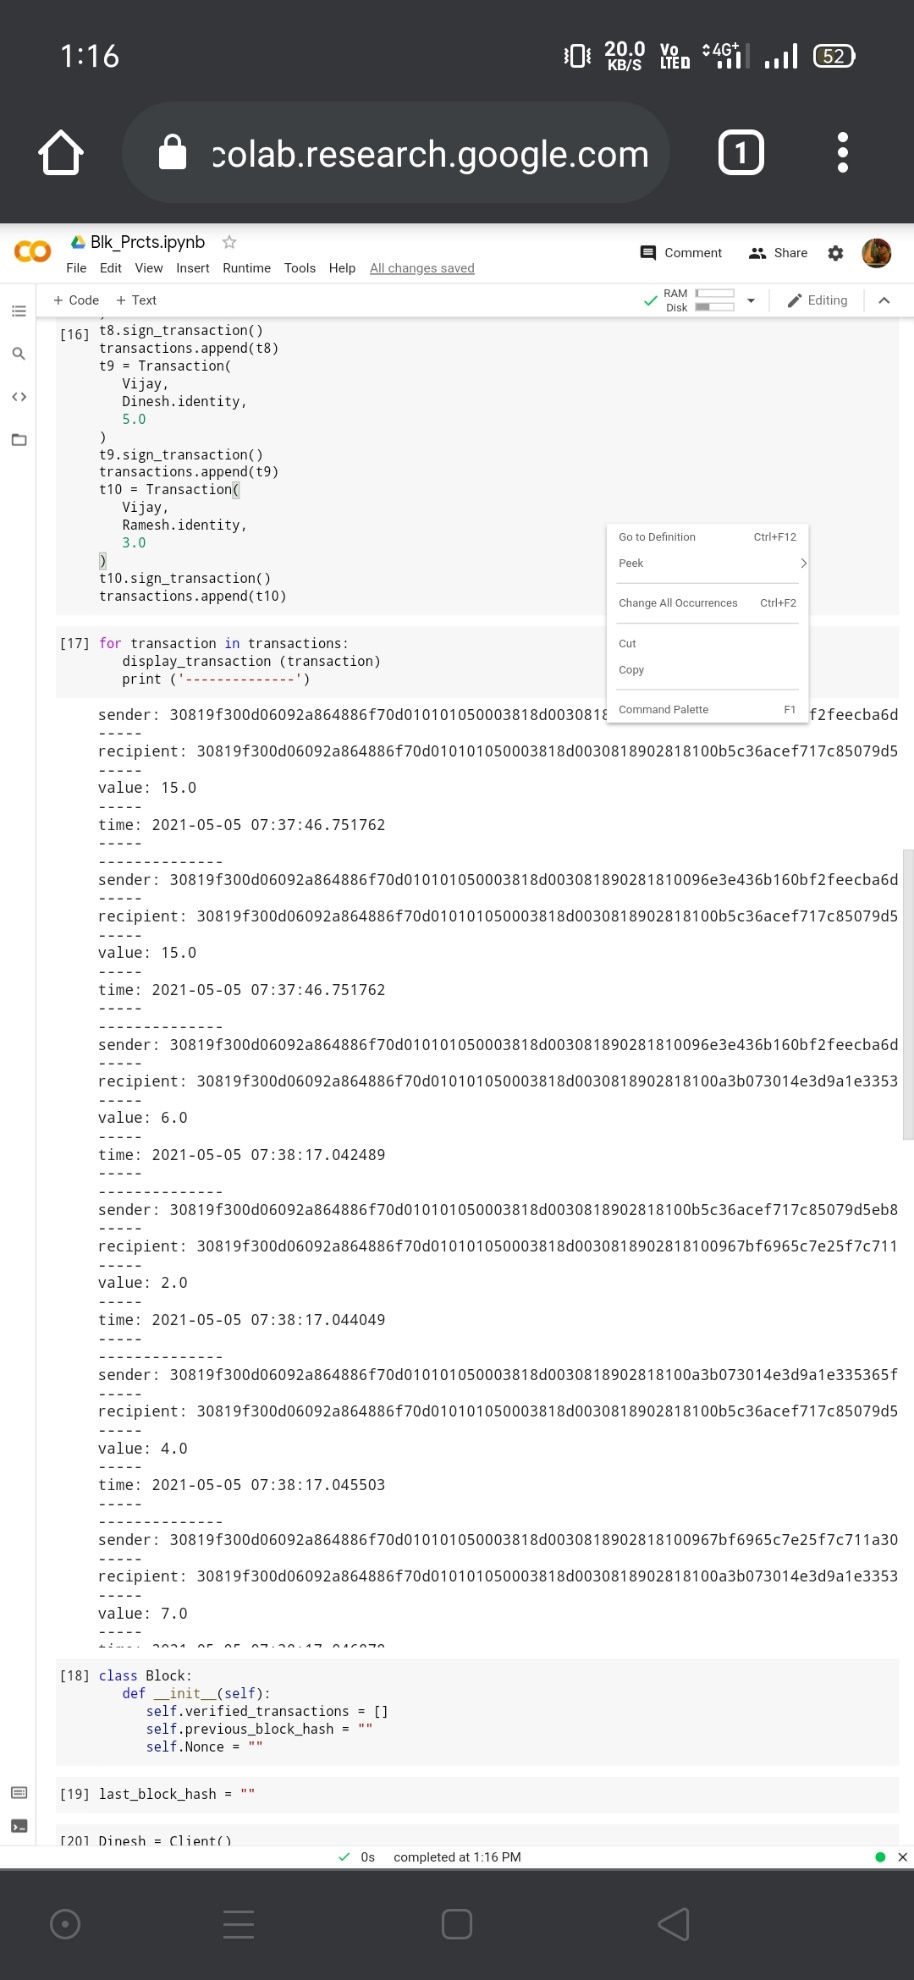 1:16
20.0 KB/S
Vo LTE
4G+
52
colab.research.google.com
1
Blk_Prcts.ipynb
Comment
Share
File Edit View Insert Runtime Tools Help All changes saved
+ Code + Text
RAM
Disk
Editing
[16] t8.sign_transaction()
transactions.append(t8)
t9 = Transaction(
Vijay,
Dinesh.identity,
5.0
)
t9.sign_transaction()
transactions.append(t9)
t10 = Transaction(
Vijay,
Ramesh.identity,
3.0
)
t10.sign_transaction()
transactions.append(t10)
Go to Definition Ctrl+F12
Peek
Change All Occurrences Ctrl+F2
Cut
Copy
Command Palette F1
[17] for transaction in transactions:
display_transaction (transaction)
print ('--------------')
sender: 30819f300d06092a864886f70d010101050003818d0030818 f2feecba6d
-----
recipient: 30819f300d06092a864886f70d010101050003818d0030818902818100b5c36acef717c85079d5
-----
value: 15.0
-----
time: 2021-05-05 07:37:46.751762
-----
--------------
sender: 30819f300d06092a864886f70d010101050003818d003081890281810096e3e436b160bf2feecba6d
-----
recipient: 30819f300d06092a864886f70d010101050003818d0030818902818100b5c36acef717c85079d5
-----
value: 15.0
-----
time: 2021-05-05 07:37:46.751762
-----
--------------
sender: 30819f300d06092a864886f70d010101050003818d003081890281810096e3e436b160bf2feecba6d
-----
recipient: 30819f300d06092a864886f70d010101050003818d0030818902818100a3b073014e3d9a1e3353
-----
value: 6.0
-----
time: 2021-05-05 07:38:17.042489
-----
--------------
sender: 30819f300d06092a864886f70d010101050003818d0030818902818100b5c36acef717c85079d5eb8
-----
recipient: 30819f300d06092a864886f70d010101050003818d0030818902818100967bf6965c7e25f7c711
-----
value: 2.0
-----
time: 2021-05-05 07:38:17.044049
-----
--------------
sender: 30819f300d06092a864886f70d010101050003818d0030818902818100a3b073014e3d9a1e335365f
-----
recipient: 30819f300d06092a864886f70d010101050003818d0030818902818100b5c36acef717c85079d5
-----
value: 4.0
-----
time: 2021-05-05 07:38:17.045503
-----
--------------
sender: 30819f300d06092a864886f70d010101050003818d0030818902818100967bf6965c7e25f7c711a30
-----
recipient: 30819f300d06092a864886f70d010101050003818d0030818902818100a3b073014e3d9a1e3353
-----
value: 7.0
-----
[18] class Block:
def __init__(self):
self.verified_transactions = []
self.previous_block_hash = ""
self.Nonce = ""
[19] last_block_hash = ""
[20] Dinesh = Client()
0s completed at 1:16 PM